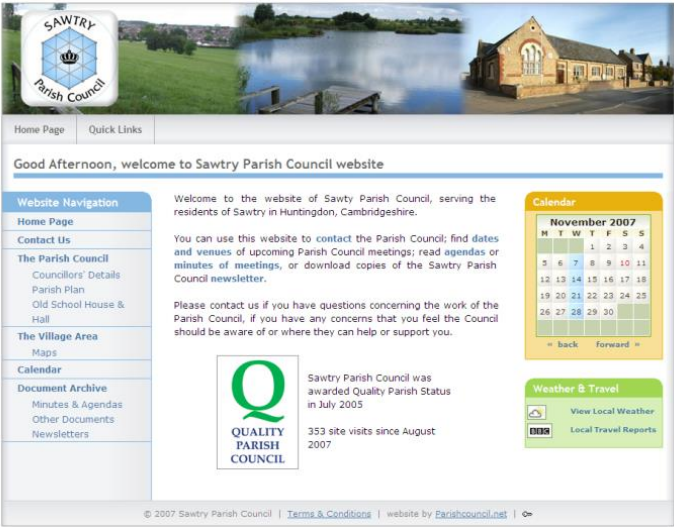 SAWTRY
Parish Council
Home Page Quick Links
Good Afternoon, welcome to Sawtry Parish Council website
Website Navigation
Home Page
Contact Us
The Parish Council
Councillors' Details
Parish Plan
Old School House &
Hall
The Village Area
Maps
Calendar
Document Archive
Minutes & Agendas
Other Documents
Newsletters
Welcome to the website of Sawty Parish Council, serving the
residents of Sawtry in Huntingdon, Cambridgeshire.
You can use this website to contact the Parish Council; find dates
and venues of upcoming Parish Council meetings; read agendas or
minutes of meetings, or download copies of the Sawtry Parish
Council newsletter.
Please contact us if you have questions concerning the work of the
Parish Council, if you have any concerns that you feel the Council
should be aware of or where they can help or support you.
Q
QUALITY
PARISH
COUNCIL
Sawtry Parish Council was
awarded Quality Parish Status
in July 2005
353 site visits since August
2007
Calendar
November 2007
M T W T F S S
1 2 3 4
5 6 7 8 9 10 11
12 13 14 15 16 17 18
19 20 21 22 23 24 25
26 27 28 29 30
« back forward »
Weather & Travel
View Local Weather
BBC Local Travel Reports
© 2007 Sawtry Parish Council | Terms & Conditions | website by Parishcouncil.net |